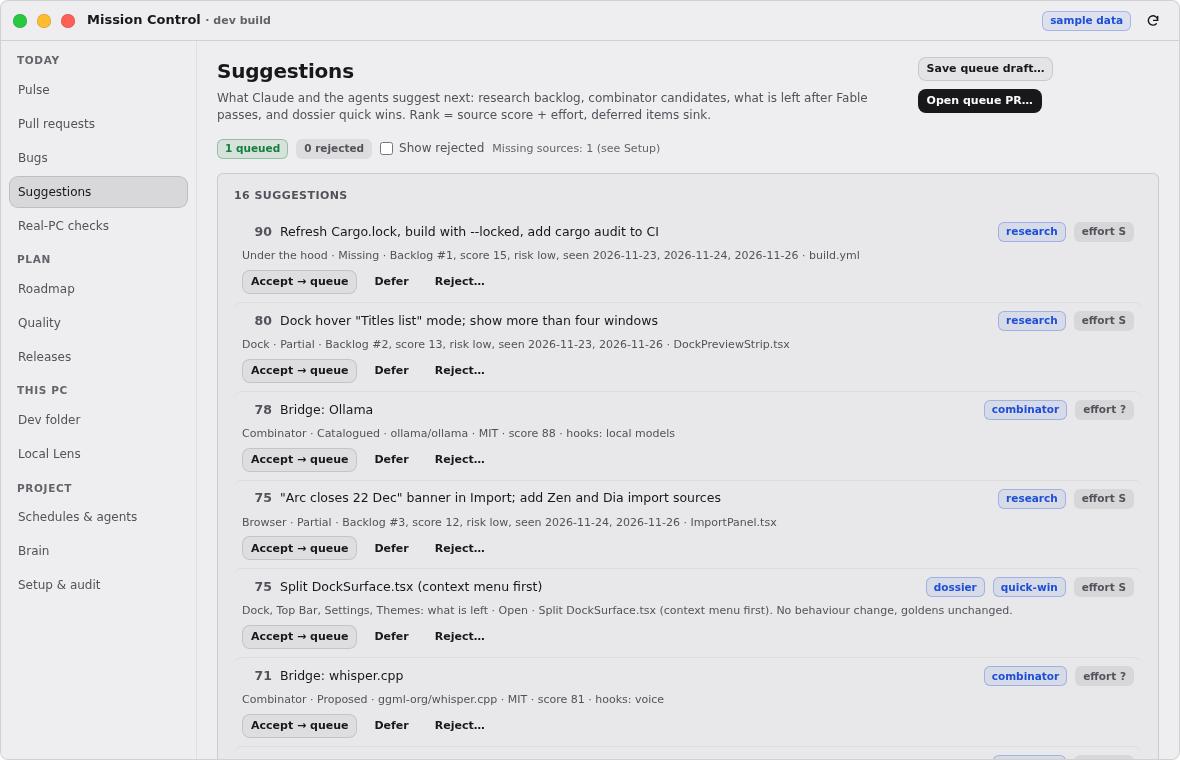 Mission Control · dev build
sample data
TODAY
Pulse
Pull requests
Bugs
Suggestions
Real-PC checks
PLAN
Roadmap
Quality
Releases
THIS PC
Dev folder
Local Lens
PROJECT
Schedules & agents
Brain
Setup & audit
Suggestions
What Claude and the agents suggest next: research backlog, combinator candidates, what is left after Fable
passes, and dossier quick wins. Rank = source score + effort, deferred items sink.
Save queue draft…
Open queue PR…
1 queued 0 rejected Show rejected Missing sources: 1 (see Setup)
16 SUGGESTIONS
90 Refresh Cargo.lock, build with --locked, add cargo audit to CI research effort S
Under the hood · Missing · Backlog #1, score 15, risk low, seen 2026-11-23, 2026-11-24, 2026-11-26 · build.yml
Accept → queue Defer Reject…
80 Dock hover "Titles list" mode; show more than four windows research effort S
Dock · Partial · Backlog #2, score 13, risk low, seen 2026-11-23, 2026-11-26 · DockPreviewStrip.tsx
Accept → queue Defer Reject…
78 Bridge: Ollama combinator effort ?
Combinator · Catalogued · ollama/ollama · MIT · score 88 · hooks: local models
Accept → queue Defer Reject…
75 "Arc closes 22 Dec" banner in Import; add Zen and Dia import sources research effort S
Browser · Partial · Backlog #3, score 12, risk low, seen 2026-11-24, 2026-11-26 · ImportPanel.tsx
Accept → queue Defer Reject…
75 Split DockSurface.tsx (context menu first) dossier quick-win effort S
Dock, Top Bar, Settings, Themes: what is left · Open · Split DockSurface.tsx (context menu first). No behaviour change, goldens unchanged.
Accept → queue Defer Reject…
71 Bridge: whisper.cpp combinator effort ?
Combinator · Proposed · ggml-org/whisper.cpp · MIT · score 81 · hooks: voice
Accept → queue Defer Reject…